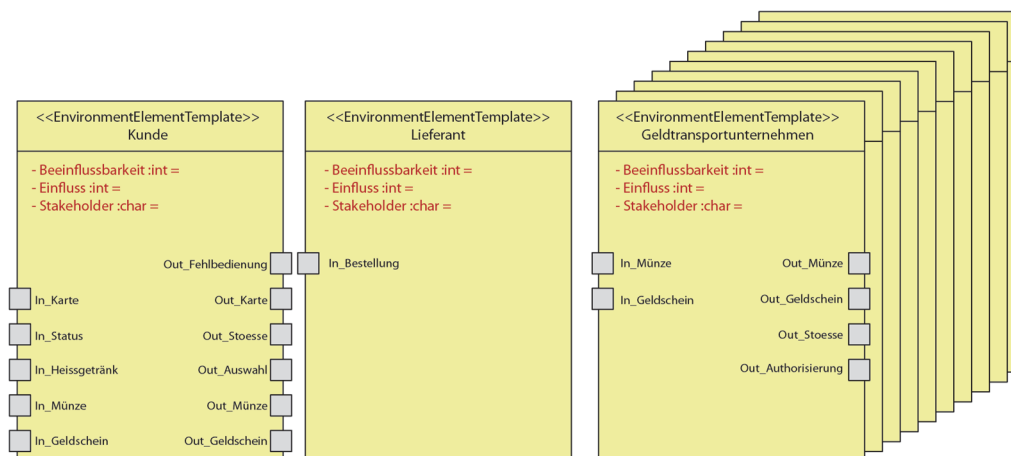 <<EnvironmentElementTemplate>>
Kunde
- Beeinflussbarkeit :int =
- Einfluss :int =
- Stakeholder :char =
Out_Fehlbedienung
In_Karte
Out_Karte
In_Status
Out_Stoesse
In_Heissgetränk
Out_Auswahl
In_Münze
Out_Münze
In_Geldschein
Out_Geldschein
<<EnvironmentElementTemplate>>
Lieferant
- Beeinflussbarkeit :int =
- Einfluss :int =
- Stakeholder :char =
In_Bestellung
<<EnvironmentElementTemplate>>
Geldtransportunternehmen
- Beeinflussbarkeit :int =
- Einfluss :int =
- Stakeholder :char =
In_Münze
Out_Münze
In_Geldschein
Out_Geldschein
Out_Stoesse
Out_Authorisierung